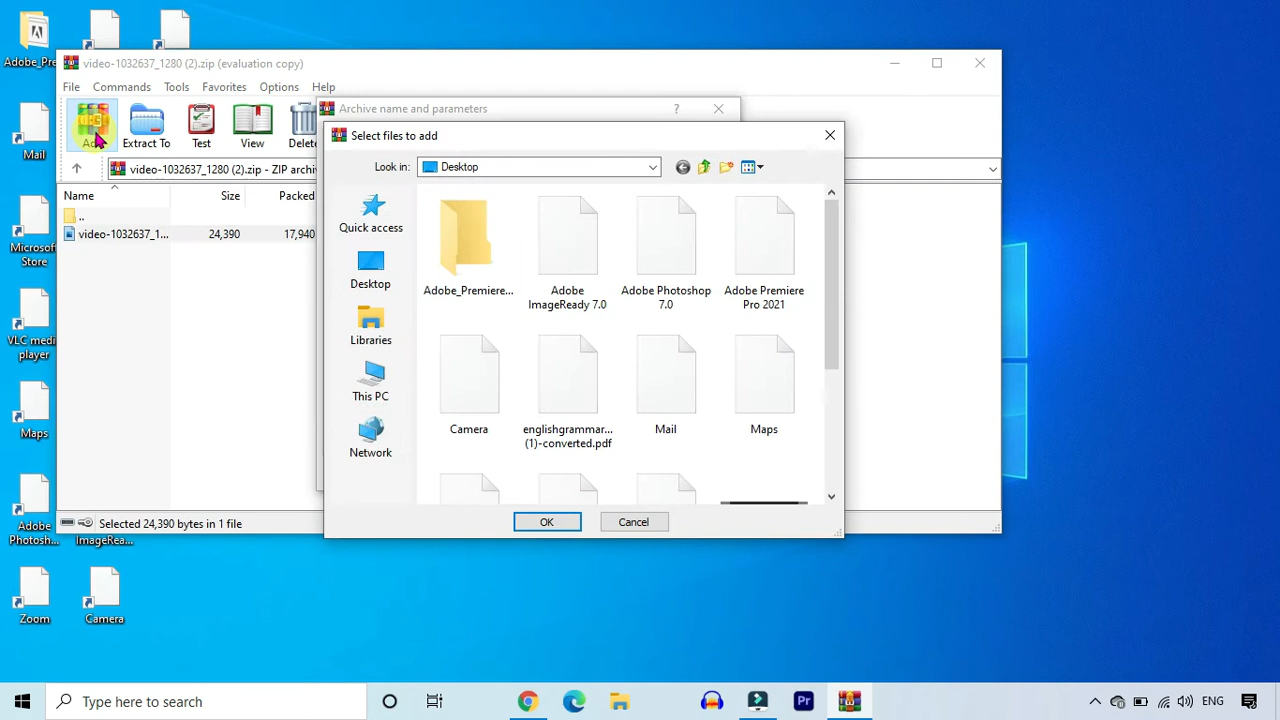 Adobe_Pre
video-1032637_1280 (2).zip (evaluation copy)
File Commands Tools Favorites Options Help
Archive name and parameters ?
Select files to add
Add Extract To Test View Delete
Mail
video-1032637_1280 (2).zip - ZIP archi
Look in: Desktop
Name Size Packed
..
video-1032637_1... 24,390 17,940
Quick access
Desktop
Libraries
This PC
Network
Adobe_Premiere...
Adobe ImageReady 7.0
Adobe Photoshop 7.0
Adobe Premiere Pro 2021
Camera
englishgrammar... (1)-converted.pdf
Mail
Maps
OK Cancel
Microsoft
Store
VLC medi
player
Maps
Selected 24,390 bytes in 1 file
Adobe
Photosh...
ImageRea...
Zoom
Camera
Type here to search
Pr
ENG